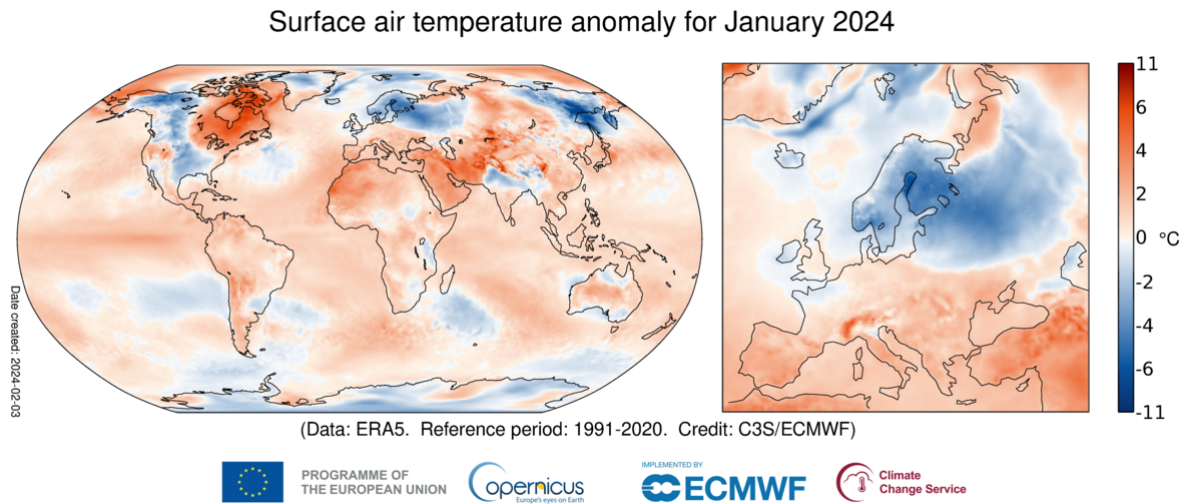 Surface air temperature anomaly for January 2024
11
6
4
2
0 °C
-2
-4
-6
-11
Date created: 2024-02-03
(Data: ERA5. Reference period: 1991-2020. Credit: C3S/ECMWF)
PROGRAMME OF
THE EUROPEAN UNION
opernicus
Europe's eyes on Earth
IMPLEMENTED BY
ECMWF
Climate
Change Service